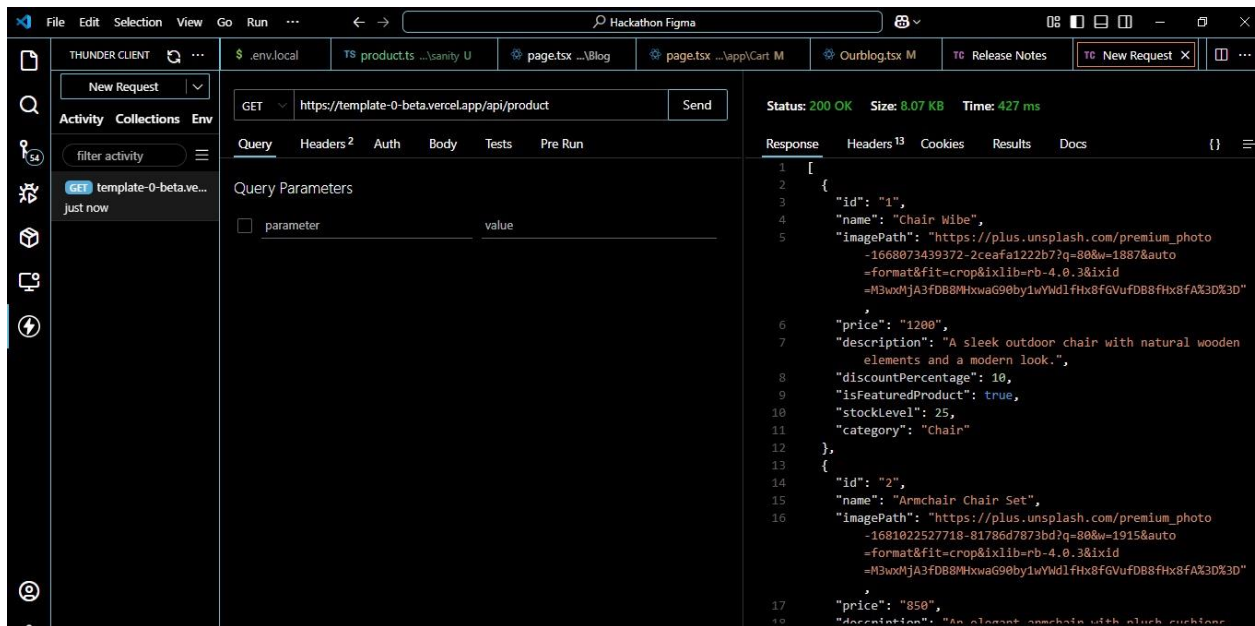 File Edit Selection View Go Run ··· ← → Hackathon Figma
THUNDER CLIENT ···
$ .env.local TS product.ts ...\sanity U page.tsx ...\Blog page.tsx ...\app\Cart M Ourblog.tsx M TC Release Notes TC New Request ×
New Request
Activity Collections Env
filter activity
GET template-0-beta.ve...
just now
54
GET https://template-0-beta.vercel.app/api/product Send
Query Headers 2 Auth Body Tests Pre Run
Query Parameters
parameter value
Status: 200 OK Size: 8.07 KB Time: 427 ms
Response Headers 13 Cookies Results Docs {}
1 [
2 {
3 "id": "1",
4 "name": "Chair Wibe",
5 "imagePath": "https://plus.unsplash.com/premium_photo
-1668073439372-2ceafa1222b7?q=80&w=1887&auto
=format&fit=crop&ixlib=rb-4.0.3&ixid
=M3wxMjA3fDB8MHxwaG90by1wYWdlfHx8fGVufDB8fHx8fA%3D%3D"
,
6 "price": "1200",
7 "description": "A sleek outdoor chair with natural wooden
elements and a modern look.",
8 "discountPercentage": 10,
9 "isFeaturedProduct": true,
10 "stockLevel": 25,
11 "category": "Chair"
12 },
13 {
14 "id": "2",
15 "name": "Armchair Chair Set",
16 "imagePath": "https://plus.unsplash.com/premium_photo
-1681022527718-81786d7873bd?q=80&w=1915&auto
=format&fit=crop&ixlib=rb-4.0.3&ixid
=M3wxMjA3fDB8MHxwaG90by1wYWdlfHx8fGVufDB8fHx8fA%3D%3D"
,
17 "price": "850",
18 "description": "An elegant armchair with plush cushions